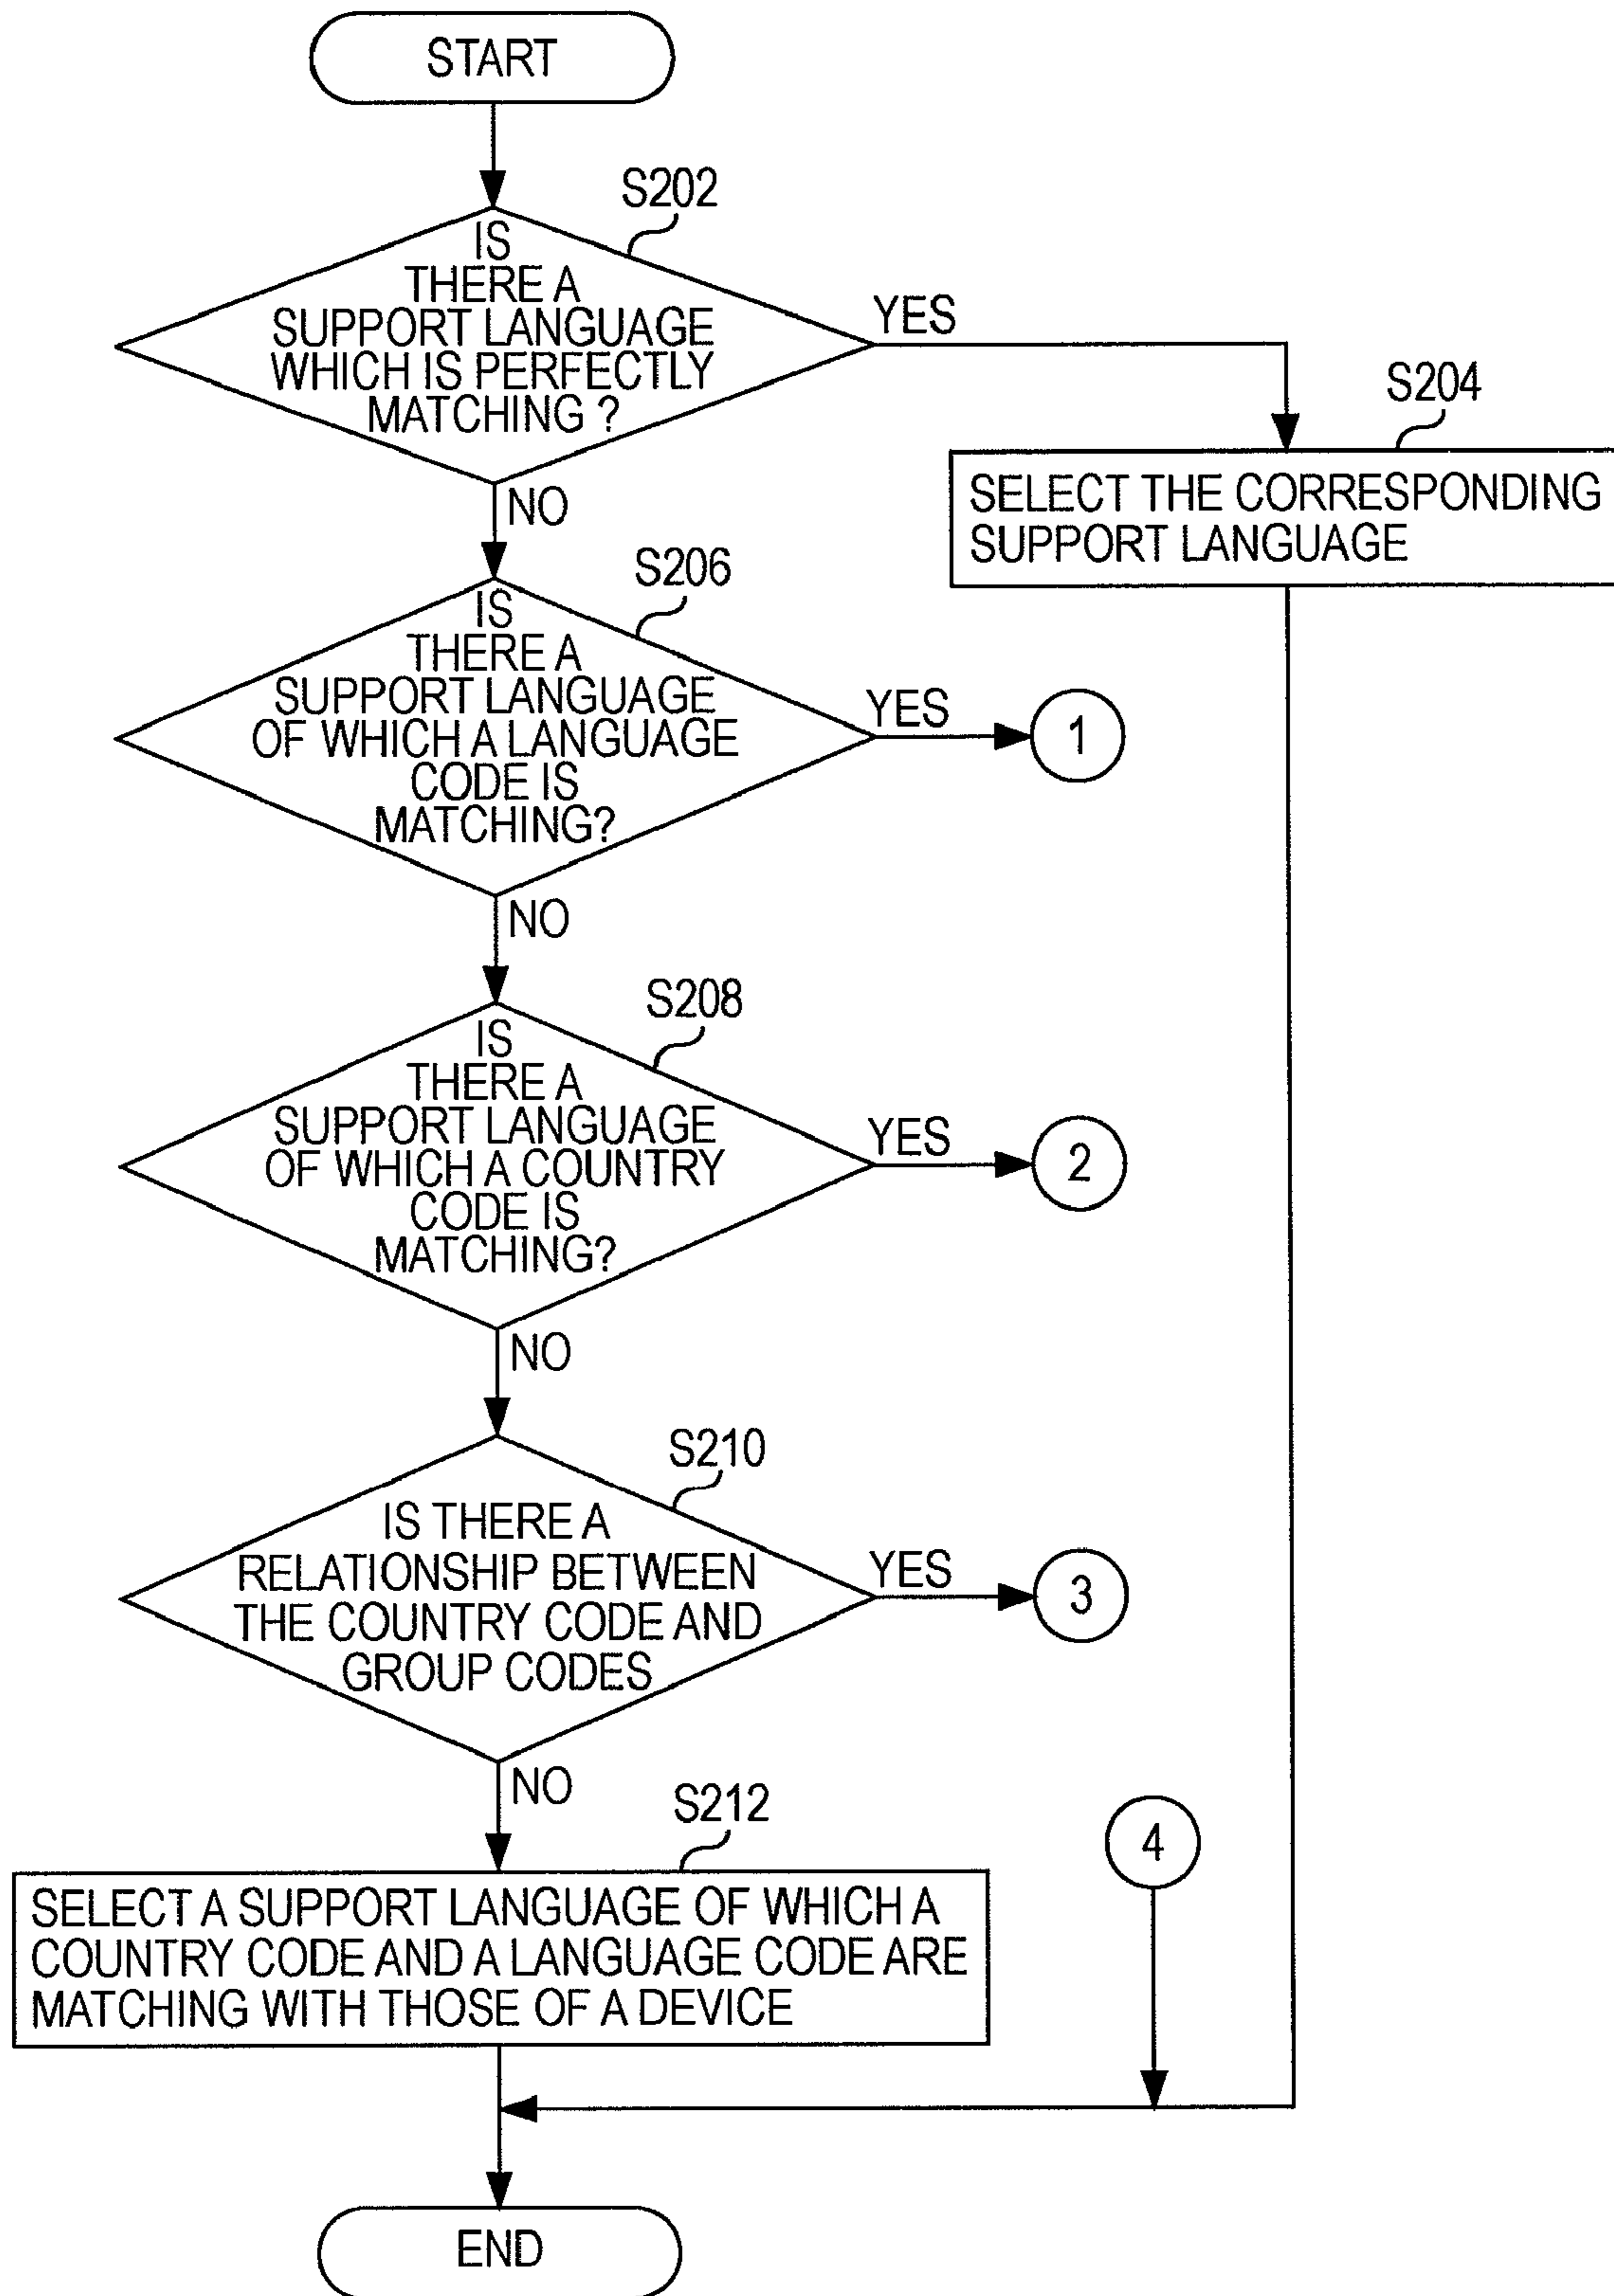 START
S202
IS
THERE A
SUPPORT LANGUAGE
WHICH IS PERFECTLY
MATCHING ?
YES
NO
S204
SELECT THE CORRESPONDING
SUPPORT LANGUAGE
S206
IS
THERE A
SUPPORT LANGUAGE
OF WHICH A LANGUAGE
CODE IS
MATCHING?
YES
1
NO
S208
IS
THERE A
SUPPORT LANGUAGE
OF WHICH A COUNTRY
CODE IS
MATCHING?
YES
2
NO
S210
IS THERE A
RELATIONSHIP BETWEEN
THE COUNTRY CODE AND
GROUP CODES
YES
3
NO
S212
SELECT A SUPPORT LANGUAGE OF WHICH A
COUNTRY CODE AND A LANGUAGE CODE ARE
MATCHING WITH THOSE OF A DEVICE
4
END